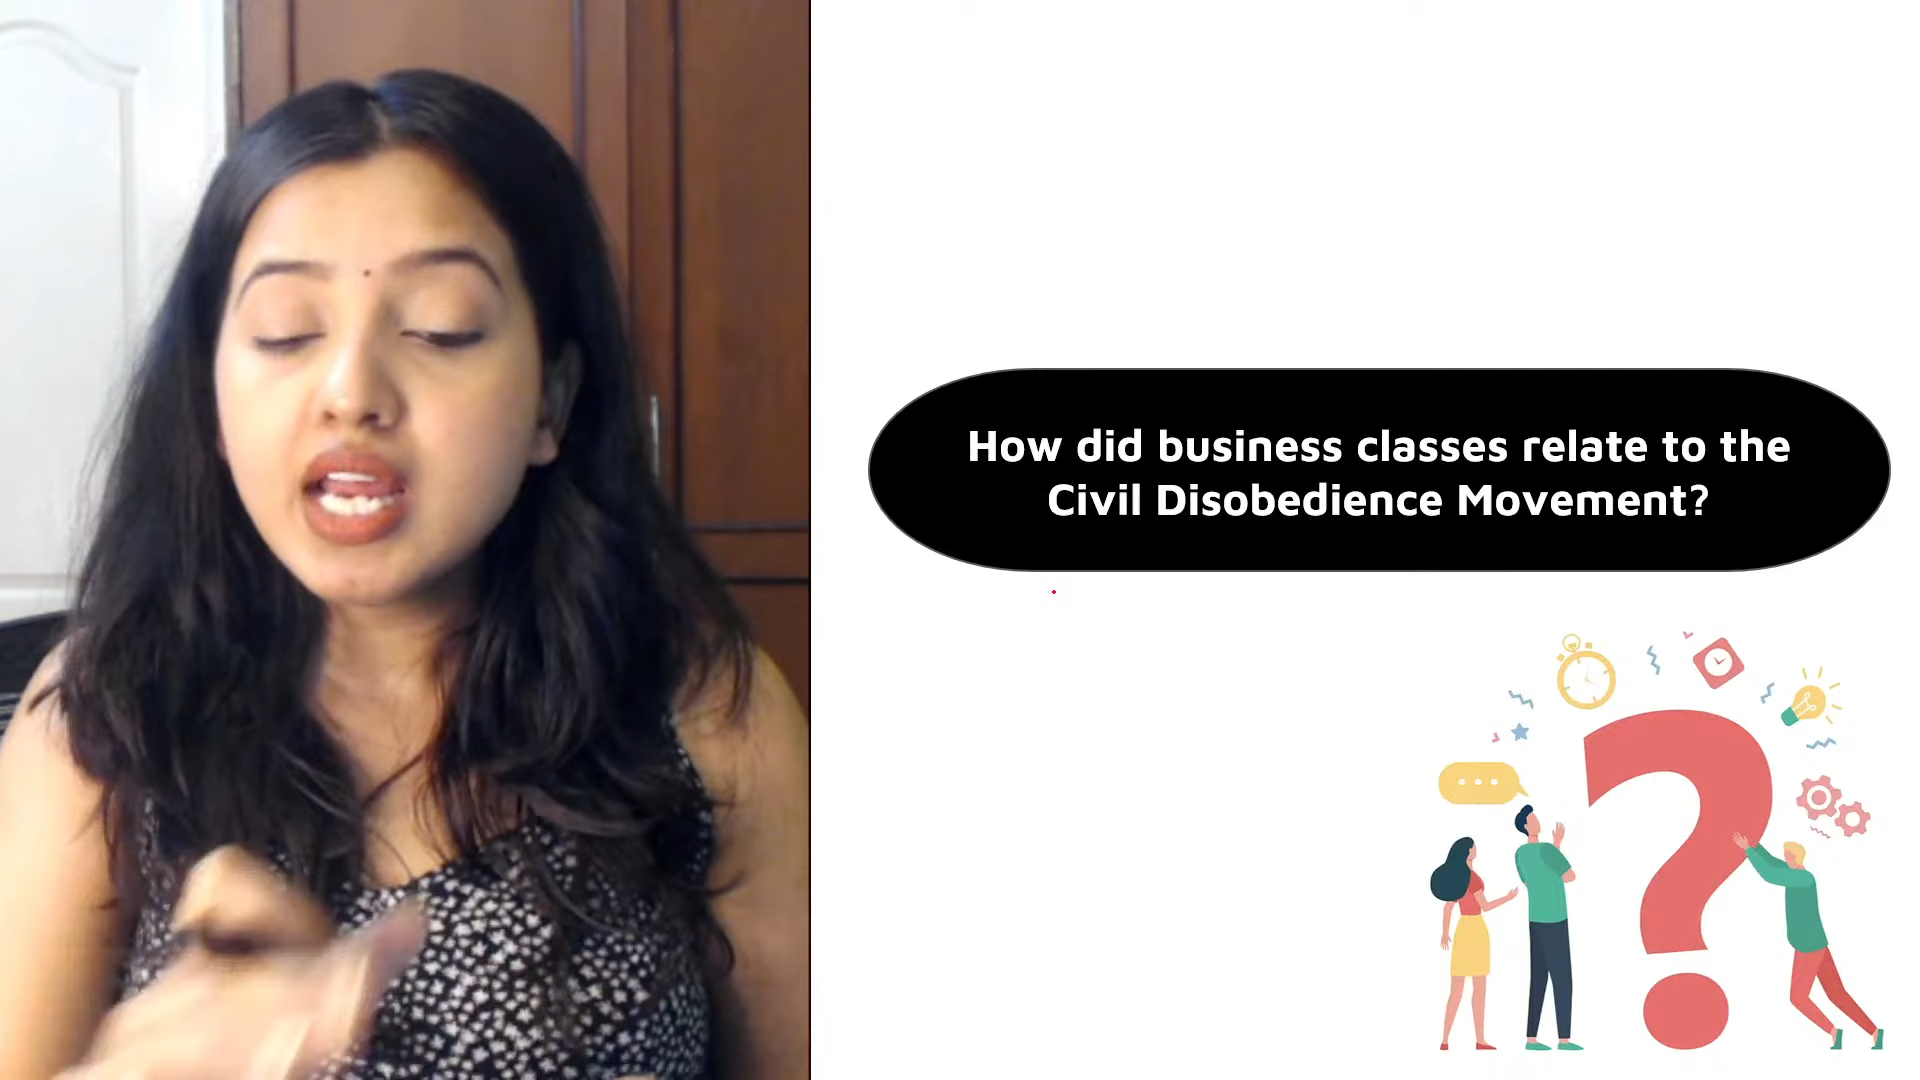 How did business classes relate to the
Civil Disobedience Movement?